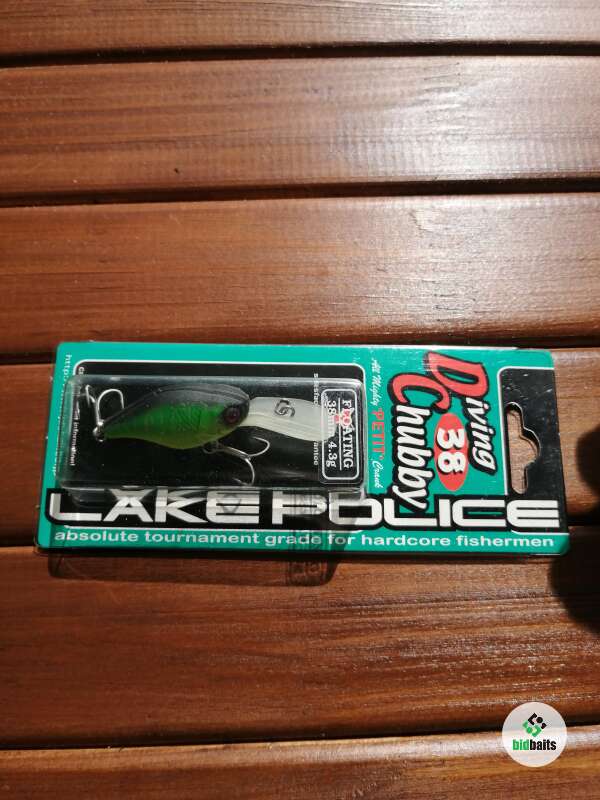 Diving
Chubby
38
All Mighty "PETIT" Crank
FLOATING
38mm 4.3g
http:
LAKE POLICE
absolute tournament grade for hardcore fishermen
bidbaits